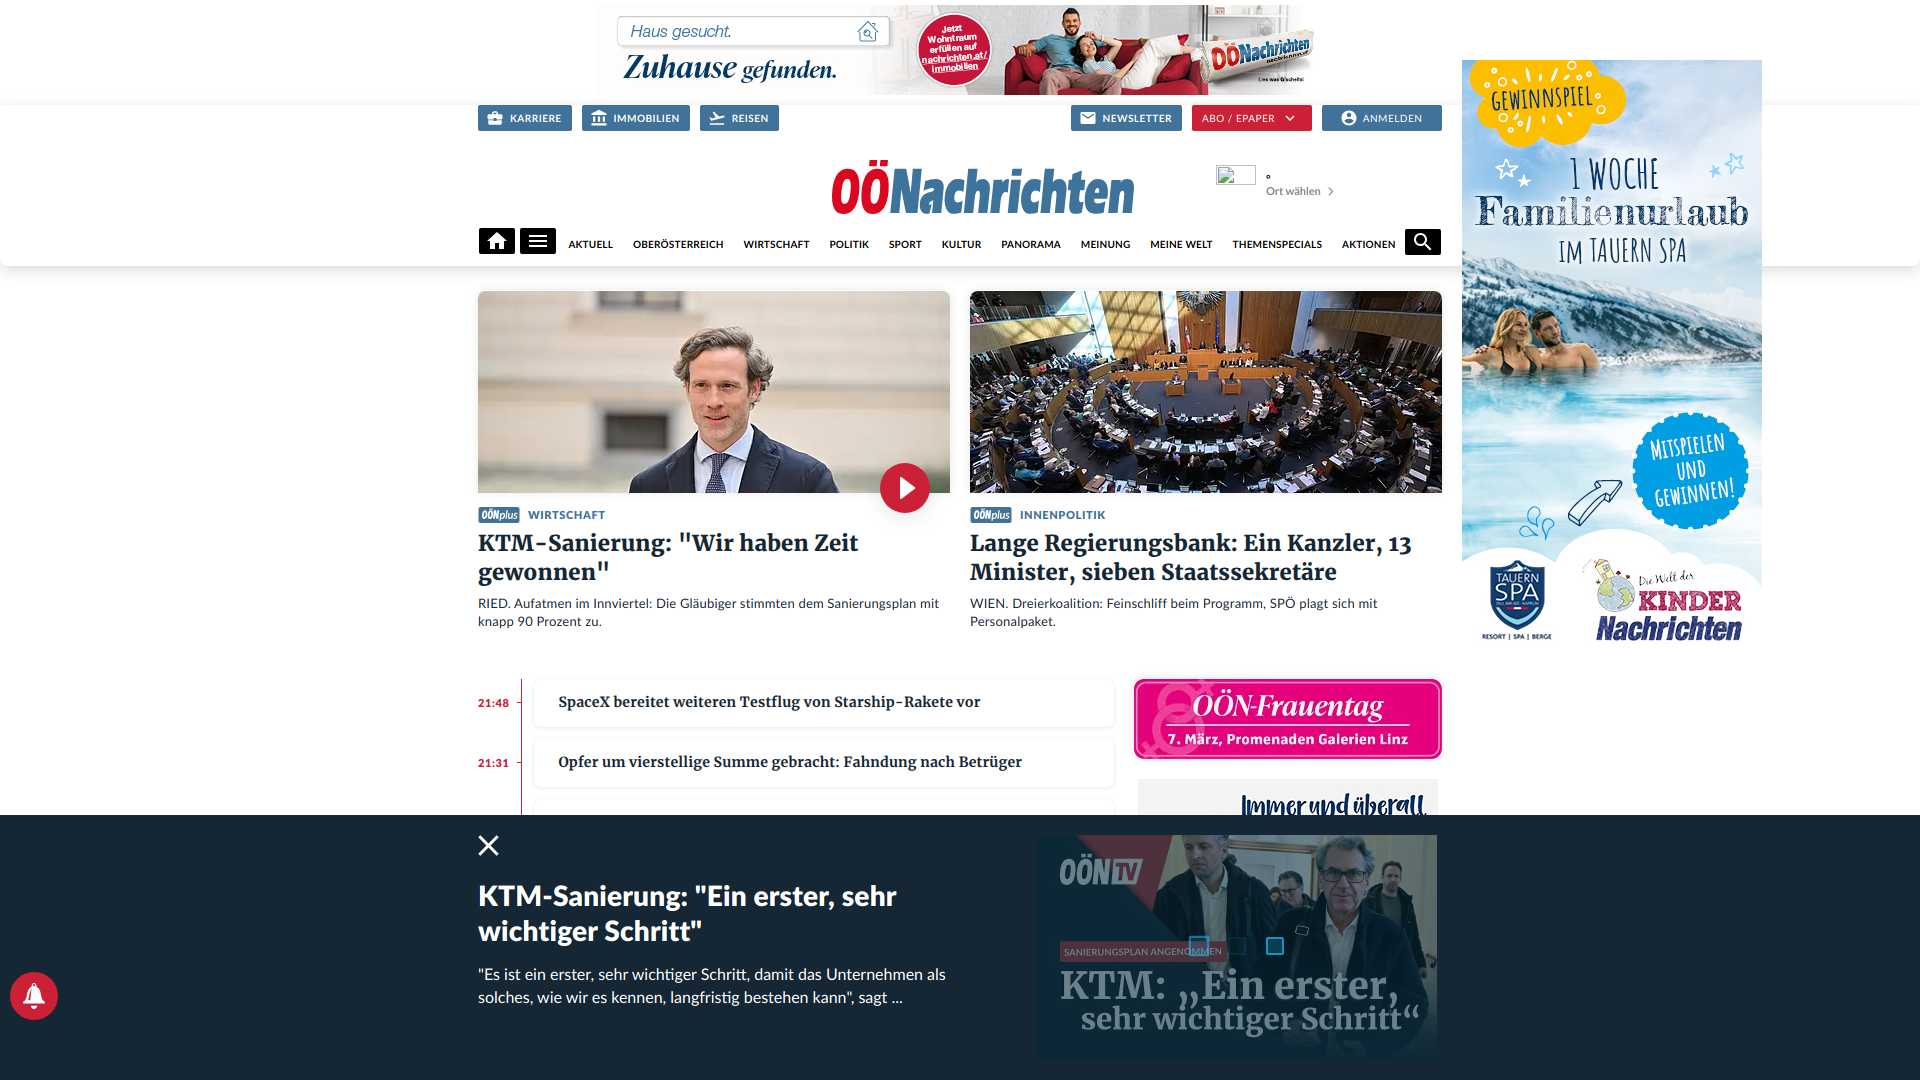 Haus gesucht.
Zuhause gefunden.
Jetzt
Wohntraum
erfüllen auf
nachrichten.at/
immobilien
OÖNachrichten
Lies was G'scheits!
KARRIERE
IMMOBILIEN
REISEN
NEWSLETTER
ABO / EPAPER
ANMELDEN
OÖNachrichten
°
Ort wählen
AKTUELL
OBERÖSTERREICH
WIRTSCHAFT
POLITIK
SPORT
KULTUR
PANORAMA
MEINUNG
MEINE WELT
THEMENSPECIALS
AKTIONEN
GEWINNSPIEL
1 WOCHE
Familienurlaub
IM TAUERN SPA
MITSPIELEN
UND
GEWINNEN!
TAUERN
SPA
RESORT | SPA | BERGE
Die Welt der
KINDER
Nachrichten
OÖNplus WIRTSCHAFT
KTM-Sanierung: "Wir haben Zeit
gewonnen"
RIED. Aufatmen im Innviertel: Die Gläubiger stimmten dem Sanierungsplan mit
knapp 90 Prozent zu.
OÖNplus INNENPOLITIK
Lange Regierungsbank: Ein Kanzler, 13
Minister, sieben Staatssekretäre
WIEN. Dreierkoalition: Feinschliff beim Programm, SPÖ plagt sich mit
Personalpaket.
21:48 SpaceX bereitet weiteren Testflug von Starship-Rakete vor
21:31 Opfer um vierstellige Summe gebracht: Fahndung nach Betrüger
OÖN-Frauentag
7. März, Promenaden Galerien Linz
Immer und überall
KTM-Sanierung: "Ein erster, sehr
wichtiger Schritt"
"Es ist ein erster, sehr wichtiger Schritt, damit das Unternehmen als
solches, wie wir es kennen, langfristig bestehen kann", sagt ...
OÖN TV
SANIERUNGSPLAN ANGENOMMEN
KTM: „Ein erster,
sehr wichtiger Schritt“